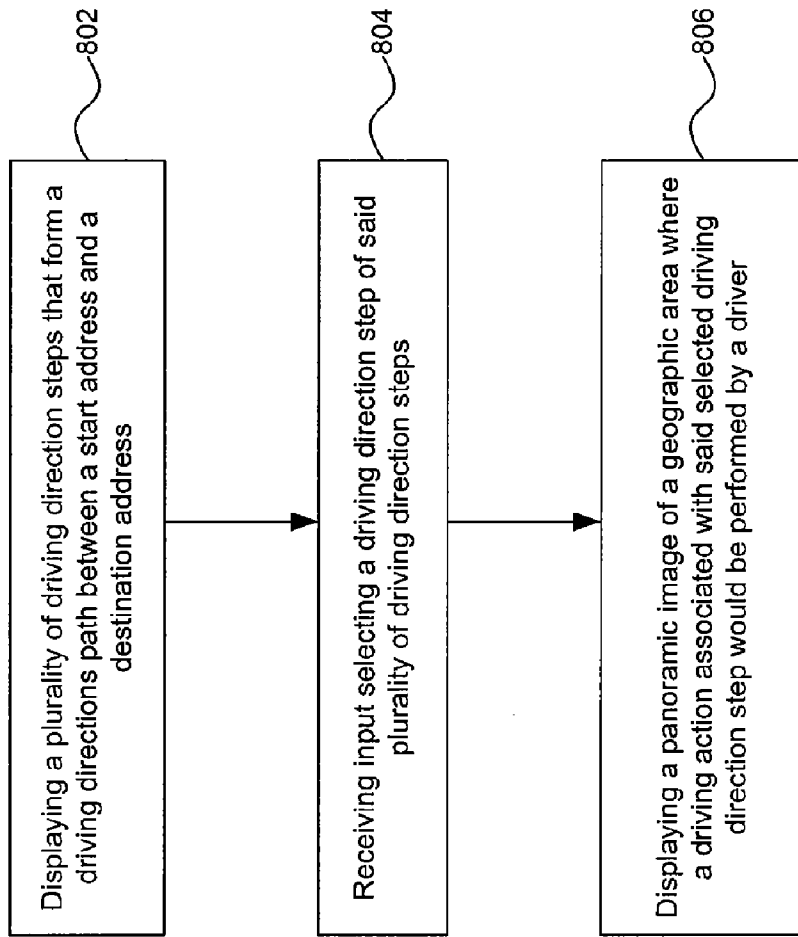 Displaying a plurality of driving direction steps that form a
driving directions path between a start address and a
destination address
802
Receiving input selecting a driving direction step of said
plurality of driving direction steps
804
Displaying a panoramic image of a geographic area where
a driving action associated with said selected driving
direction step would be performed by a driver
806